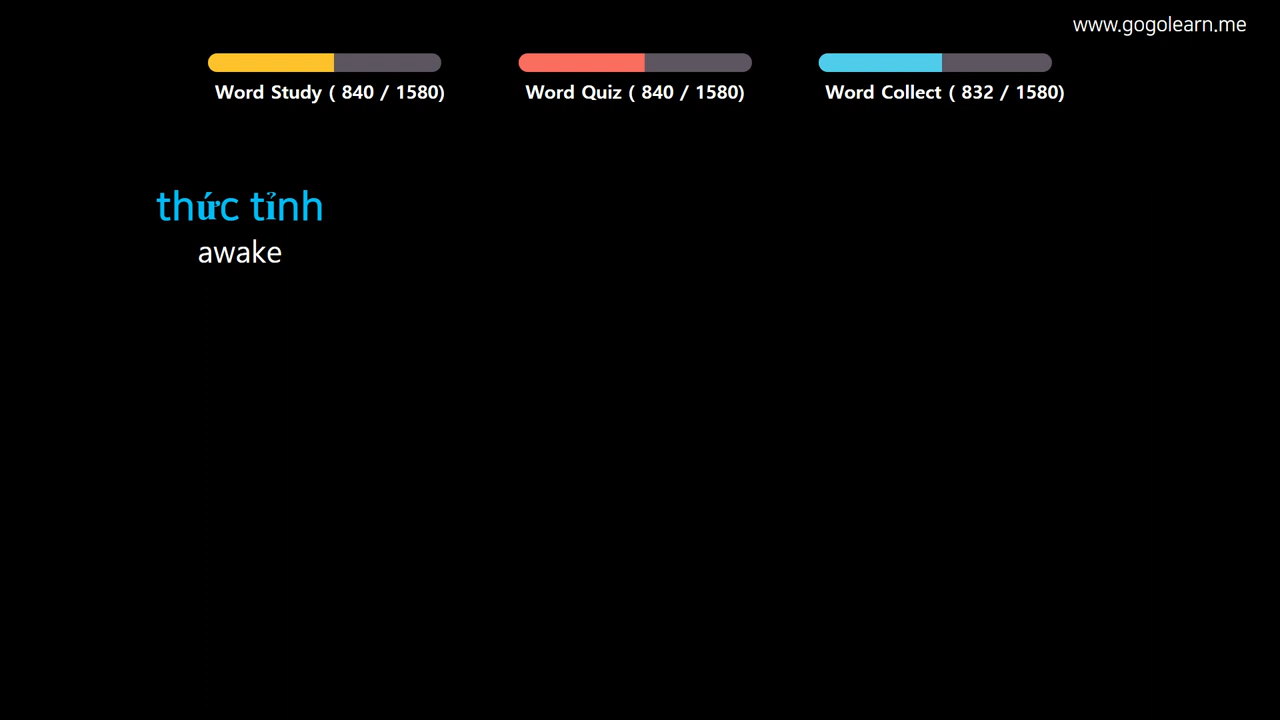 www.gogolearn.me
Word Study ( 840 / 1580)
Word Quiz ( 840 / 1580)
Word Collect ( 832 / 1580)
thức tỉnh
awake